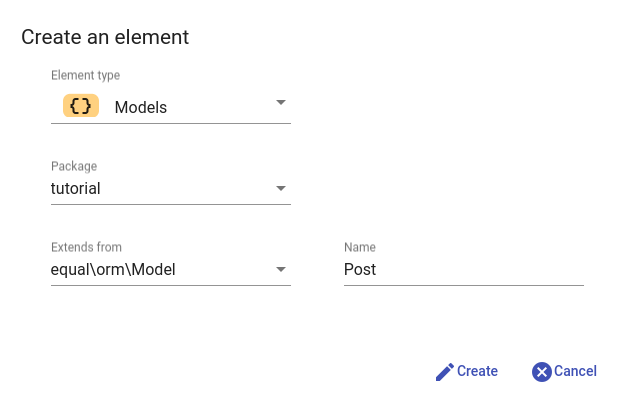 Create an element
Element type
{} Models
Package
tutorial
Extends from
equal\orm\Model
Name
Post
Create
Cancel